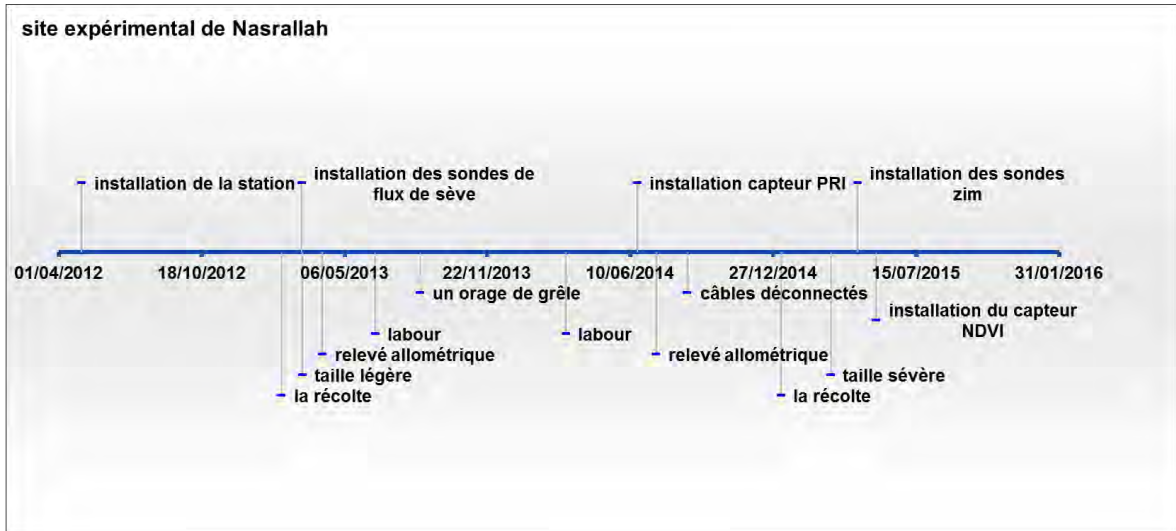 site expérimental de Nasrallah
installation de la station
installation des sondes de
flux de sève
installation capteur PRI
installation des sondes
zim
01/04/2012
18/10/2012
06/05/2013
22/11/2013
10/06/2014
27/12/2014
15/07/2015
31/01/2016
un orage de grêle
câbles déconnectés
installation du capteur
NDVI
labour
labour
relevé allométrique
relevé allométrique
taille légère
taille sévère
la récolte
la récolte